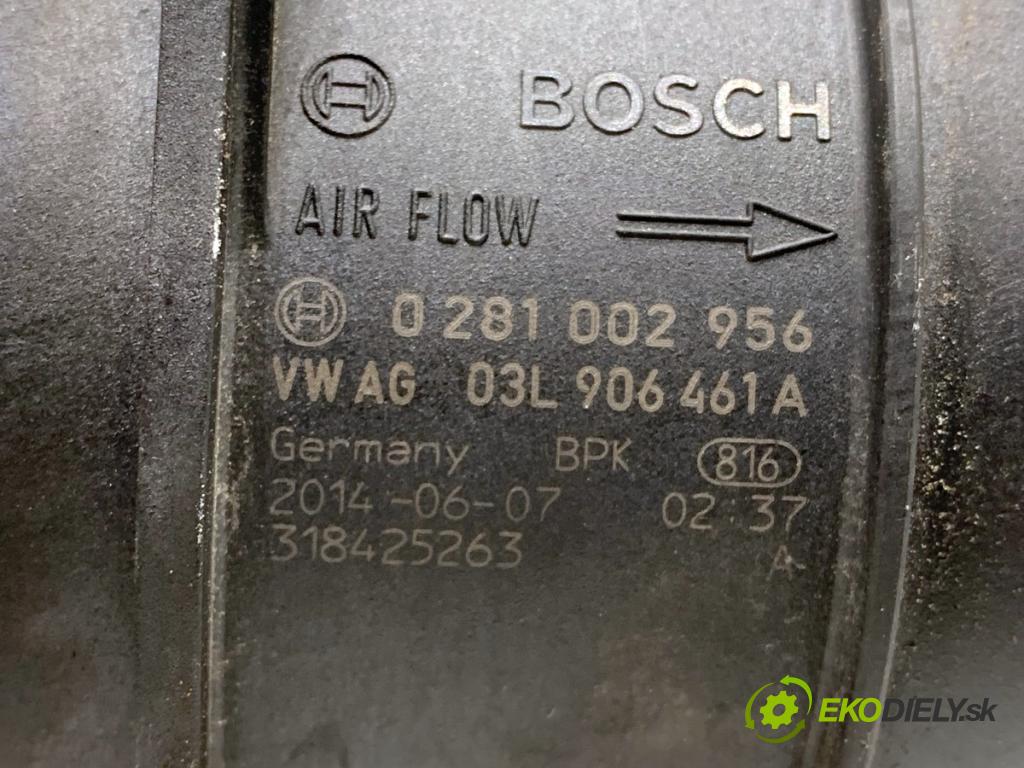 BOSCH
AIR FLOW
0 281 002 956
VW AG 03L 906 461 A
Germany BPK 816
2014-06-07 02:37
318425263 A
EKODIELY.sk